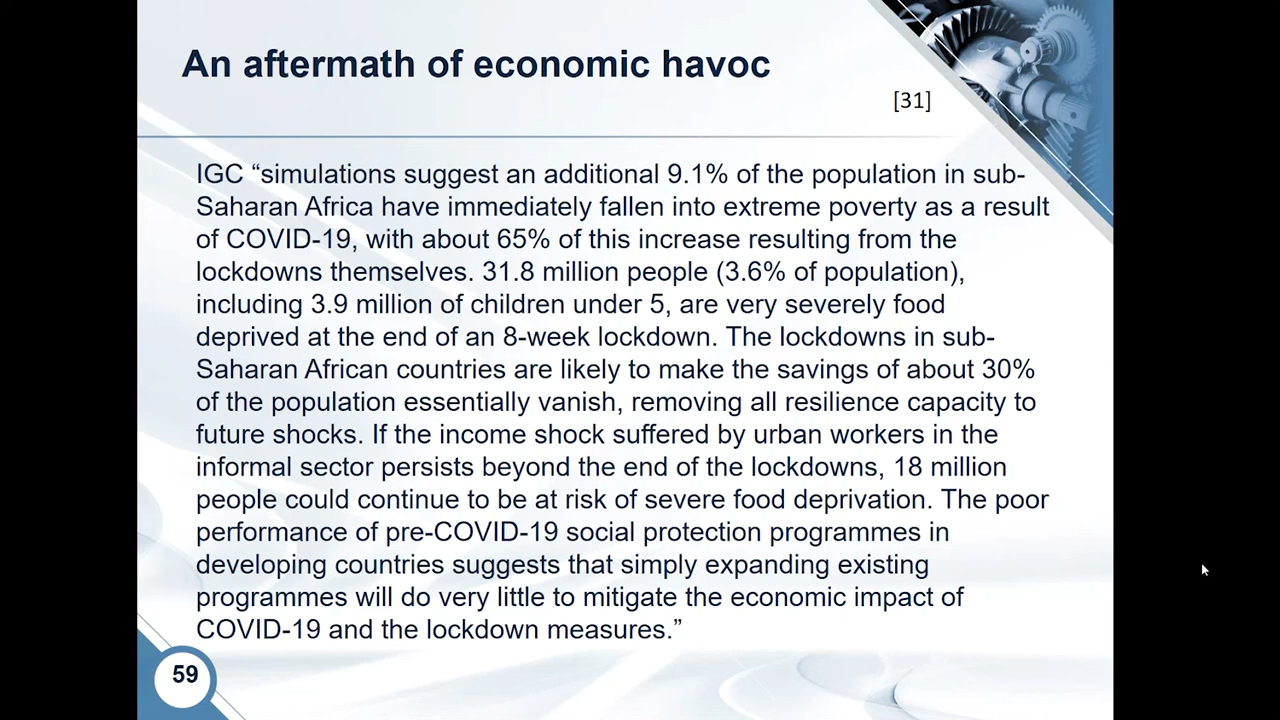 An aftermath of economic havoc
[31]
IGC “simulations suggest an additional 9.1% of the population in sub-
Saharan Africa have immediately fallen into extreme poverty as a result
of COVID-19, with about 65% of this increase resulting from the
lockdowns themselves. 31.8 million people (3.6% of population),
including 3.9 million of children under 5, are very severely food
deprived at the end of an 8-week lockdown. The lockdowns in sub-
Saharan African countries are likely to make the savings of about 30%
of the population essentially vanish, removing all resilience capacity to
future shocks. If the income shock suffered by urban workers in the
informal sector persists beyond the end of the lockdowns, 18 million
people could continue to be at risk of severe food deprivation. The poor
performance of pre-COVID-19 social protection programmes in
developing countries suggests that simply expanding existing
programmes will do very little to mitigate the economic impact of
COVID-19 and the lockdown measures.”
59